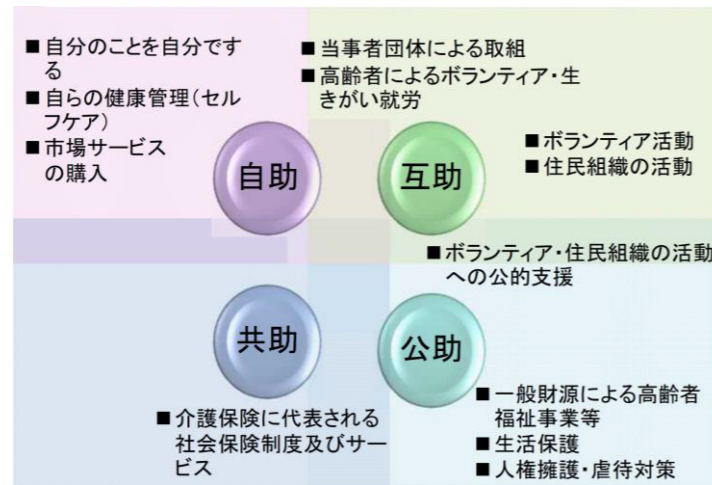 ■自分のことを自分です
る
■自らの健康管理(セル
フケア)
■市場サービス
の購入
■当事者団体による取組
■高齢者によるボランティア・生
きがい就労
■ボランティア活動
■住民組織の活動
自助
互助
■ボランティア・住民組織の活動
への公的支援
共助
公助
■介護保険に代表される
社会保険制度及びサー
ビス
■一般財源による高齢者
福祉事業等
■生活保護
■人権擁護・虐待対策